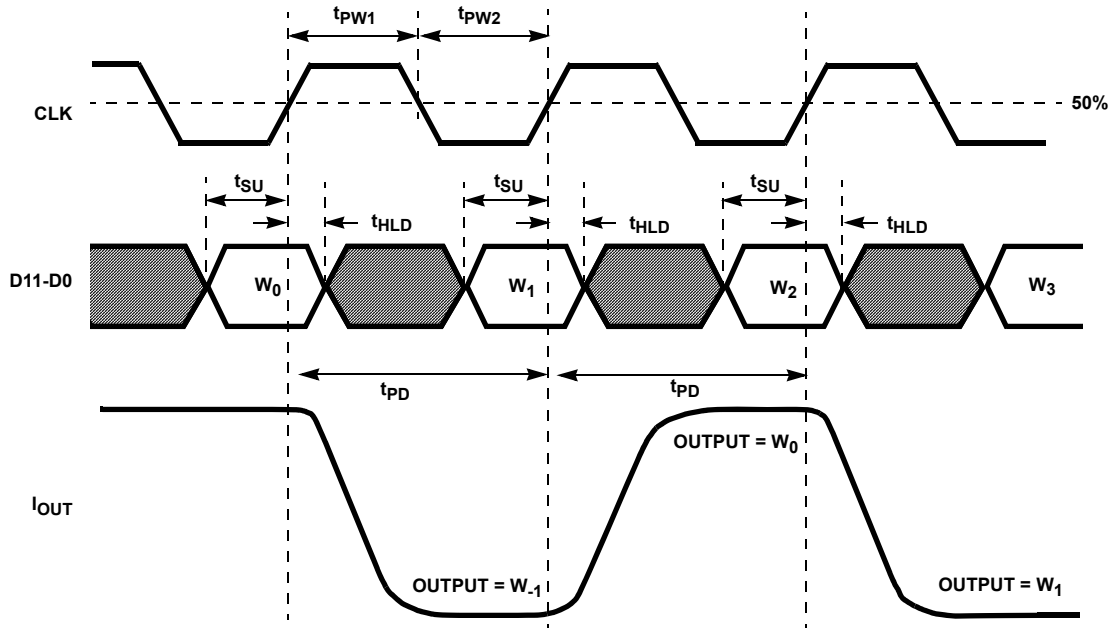 tPW1 tPW2
CLK
50%
tSU tSU tSU
tHLD tHLD tHLD
D11-D0
W0 W1 W2 W3
tPD tPD
OUTPUT = W0
IOUT
OUTPUT = W-1 OUTPUT = W1